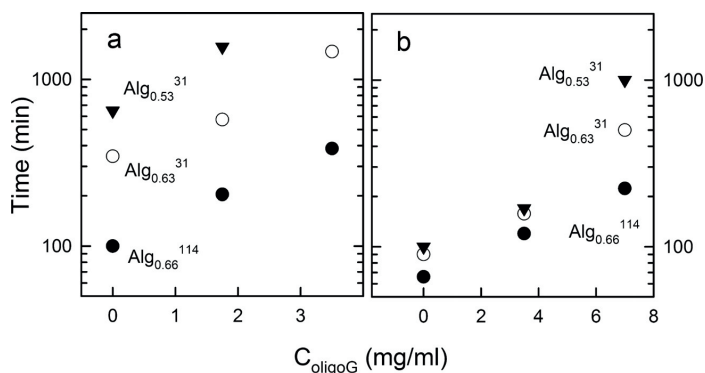 a
b
Time (min)
1000
100
Alg0.53^31
Alg0.63^31
Alg0.66^114
Alg0.53^31
Alg0.63^31
Alg0.66^114
1000
100
0 1 2 3
0 2 4 6 8
ColigoG (mg/ml)